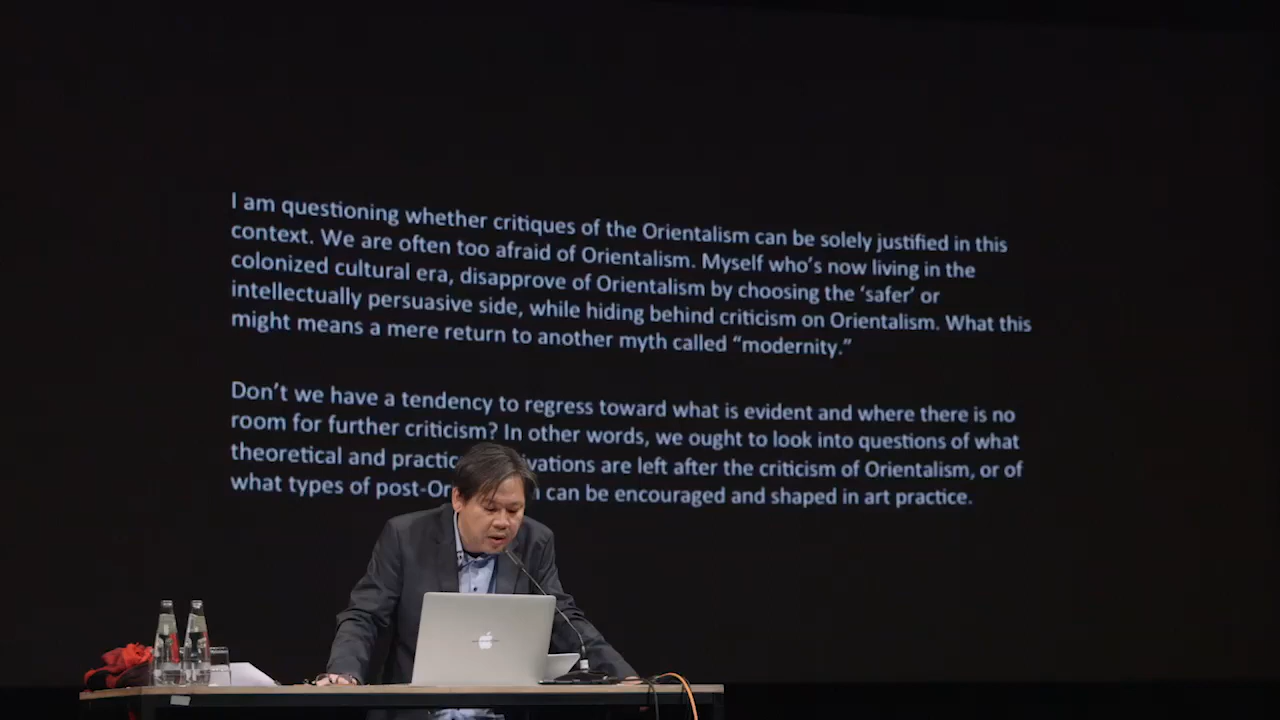 I am questioning whether critiques of the Orientalism can be solely justified in this
context. We are often too afraid of Orientalism. Myself who's now living in the
colonized cultural era, disapprove of Orientalism by choosing the ‘safer’ or
intellectually persuasive side, while hiding behind criticism on Orientalism. What this
might means a mere return to another myth called “modernity.”
Don't we have a tendency to regress toward what is evident and where there is no
room for further criticism? In other words, we ought to look into questions of what
theoretical and are left after the criticism of Orientalism, or of
what types of can be encouraged and shaped in art practice.